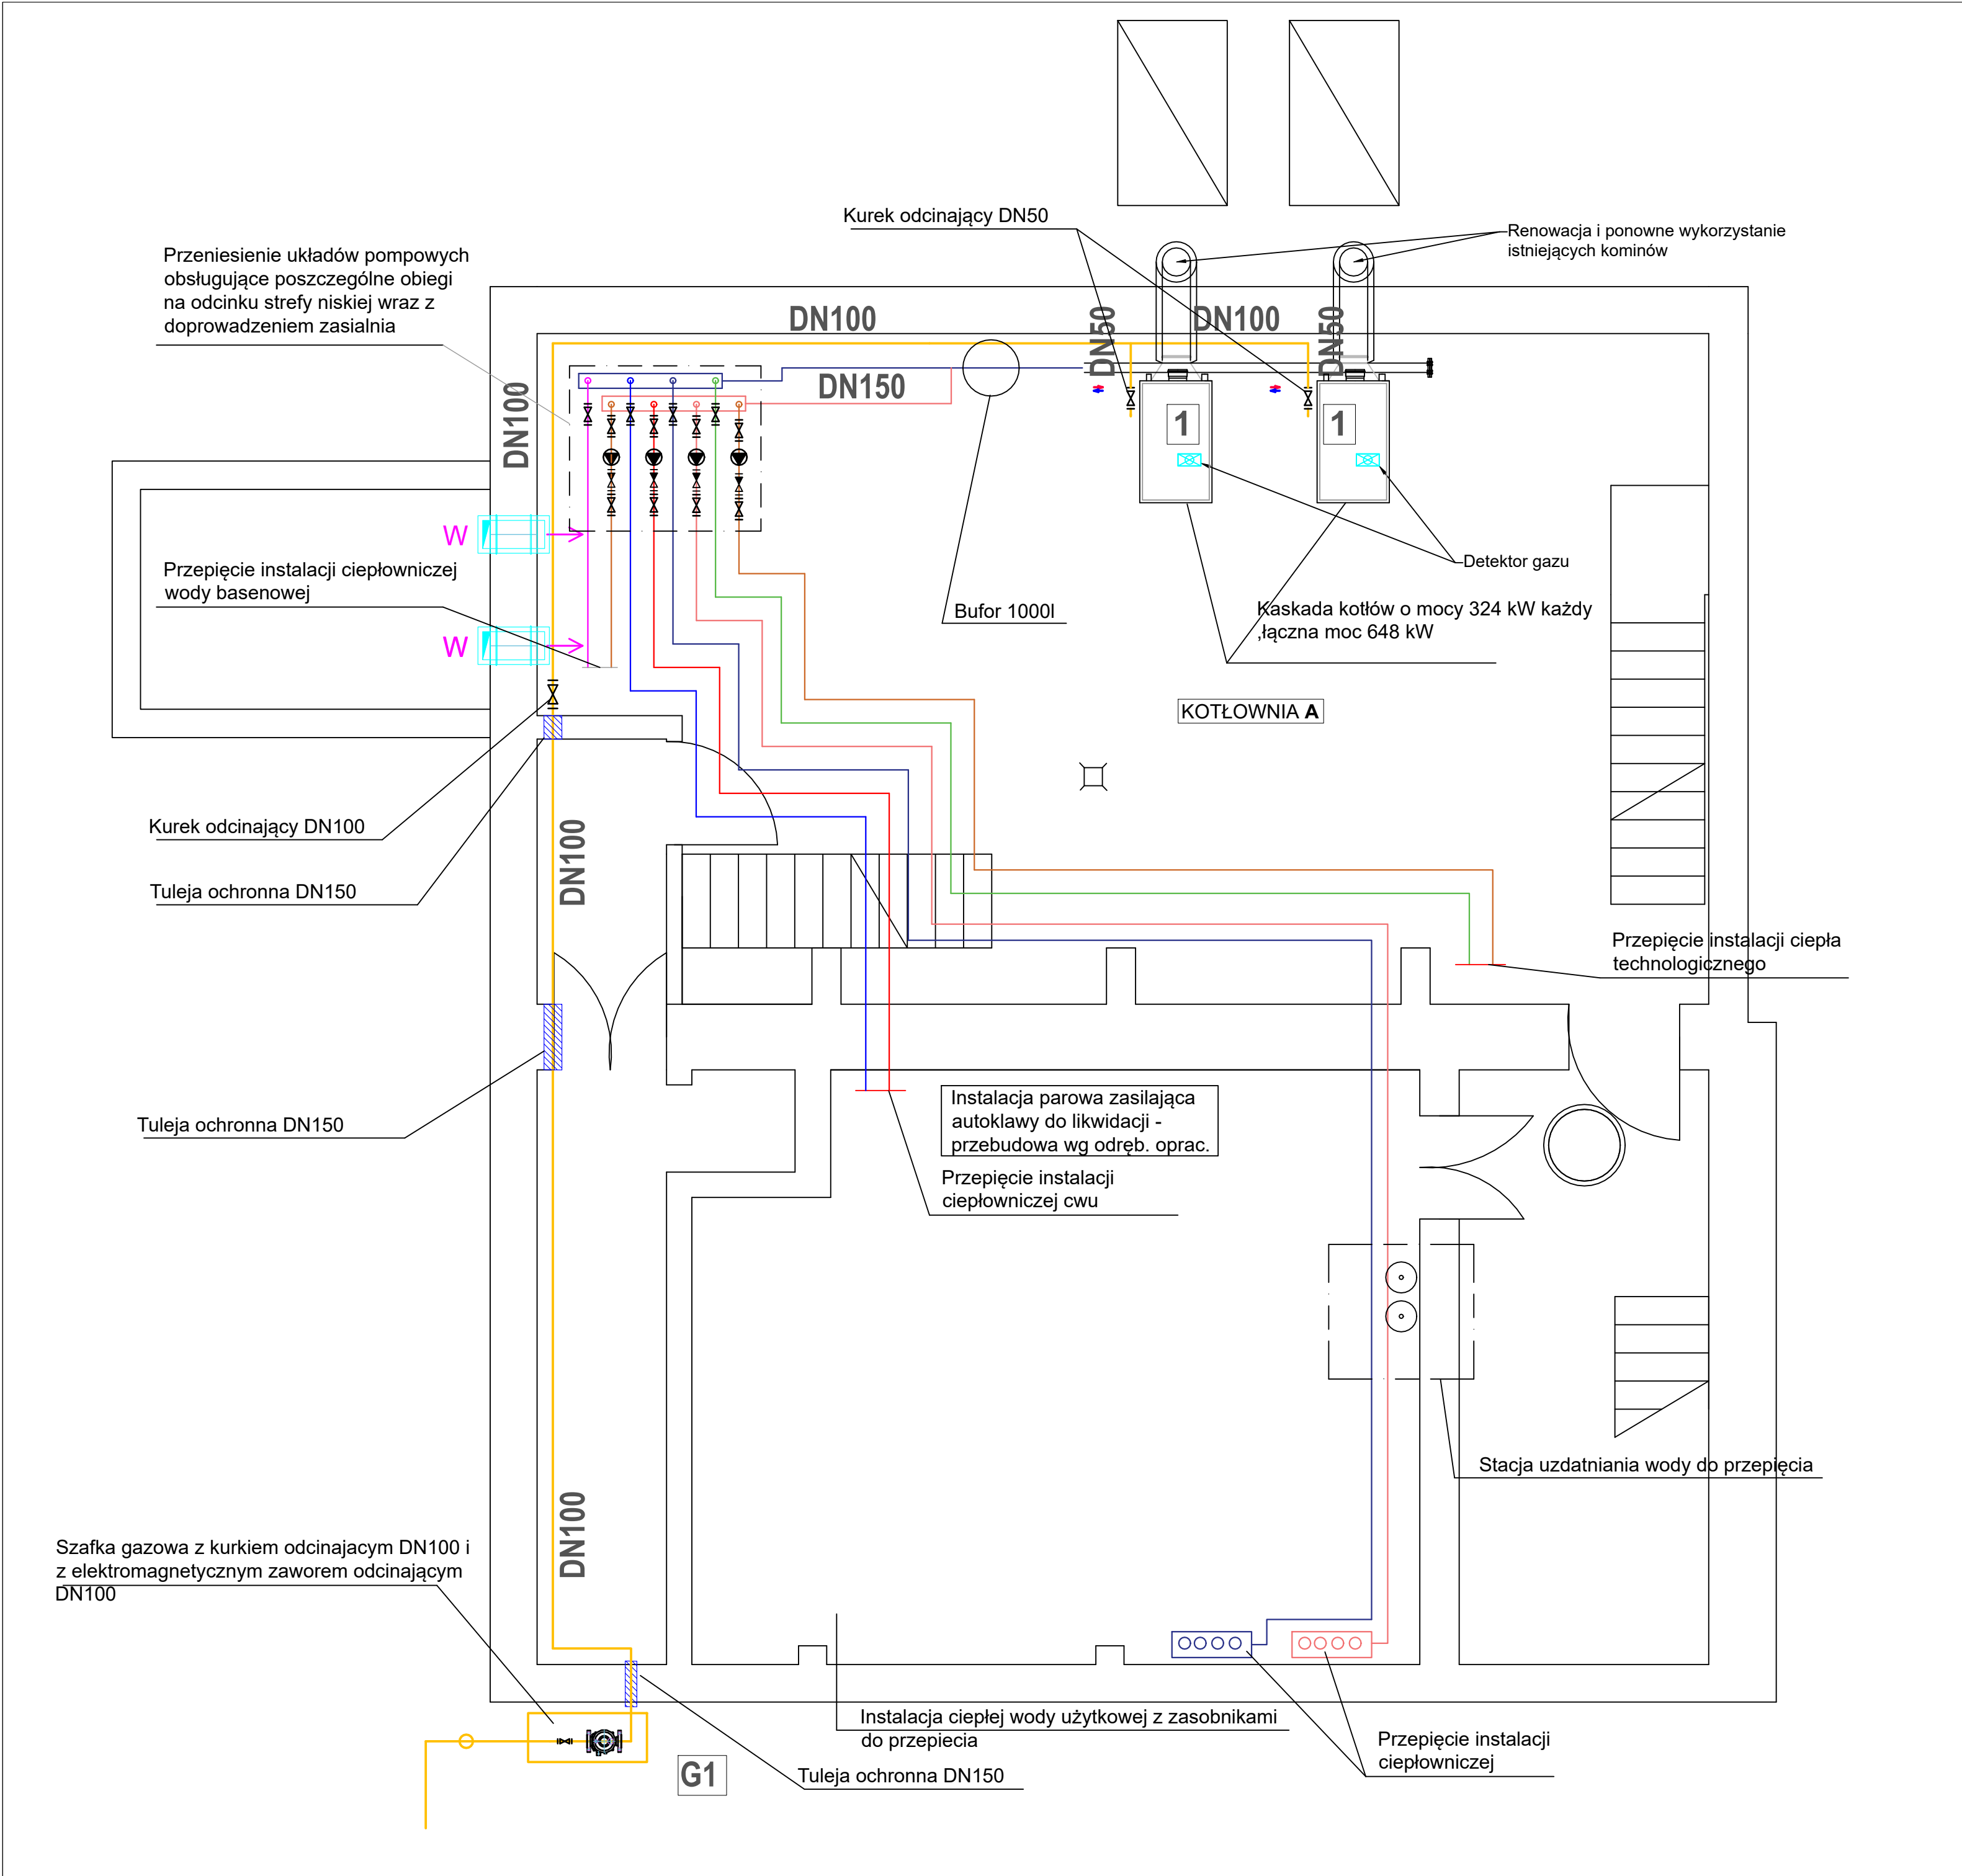 Kurek odcinający DN50
Renowacja i ponowne wykorzystanie
istniejących kominów
Przeniesienie układów pompowych
obsługujące poszczególne obiegi
na odcinku strefy niskiej wraz z
doprowadzeniem zasialnia
DN100
DN50
DN100
DN50
DN150
DN100
1
1
W
Przepięcie instalacji ciepłowniczej
wody basenowej
W
Detektor gazu
Bufor 1000l
Kaskada kotłów o mocy 324 kW każdy
,łączna moc 648 kW
KOTŁOWNIA A
Kurek odcinający DN100
DN100
Tuleja ochronna DN150
Przepięcie instalacji ciepła
technologicznego
Tuleja ochronna DN150
Instalacja parowa zasilająca
autoklawy do likwidacji -
przebudowa wg odręb. oprac.
Przepięcie instalacji
ciepłowniczej cwu
Stacja uzdatniania wody do przepięcia
DN100
Szafka gazowa z kurkiem odcinajacym DN100 i
z elektromagnetycznym zaworem odcinającym
DN100
Instalacja ciepłej wody użytkowej z zasobnikami
do przepiecia
Przepięcie instalacji
ciepłowniczej
G1
Tuleja ochronna DN150